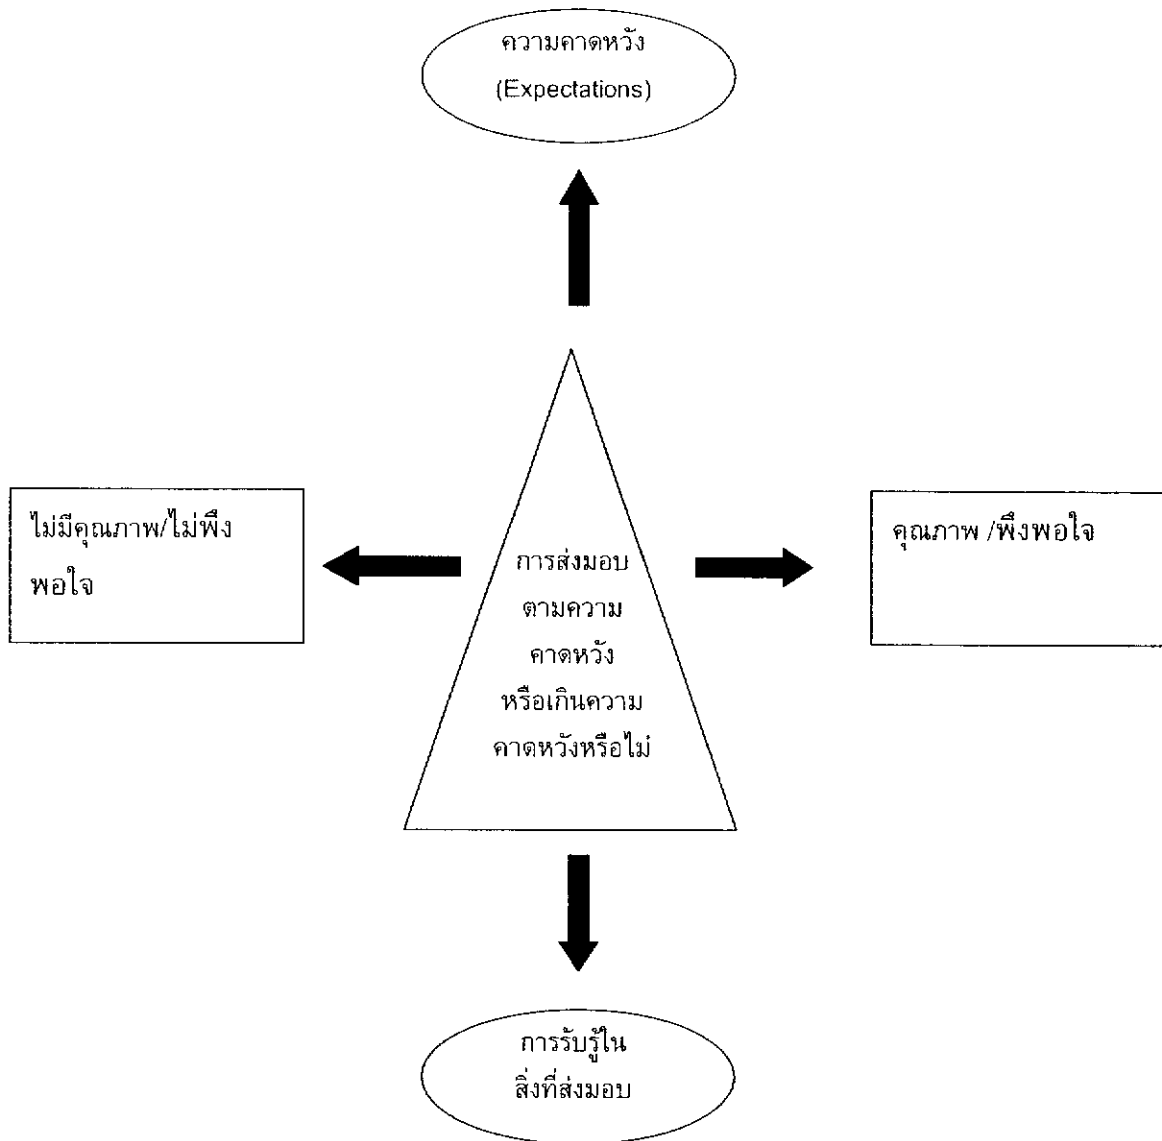 ความคาดหวัง
(Expectations)
ไม่มีคุณภาพ/ไม่พึง
พอใจ
การส่งมอบ
ตามความ
คาดหวัง
หรือเกินความ
คาดหวังหรือไม่
คุณภาพ /พึงพอใจ
การรับรู้ใน
สิ่งที่ส่งมอบ